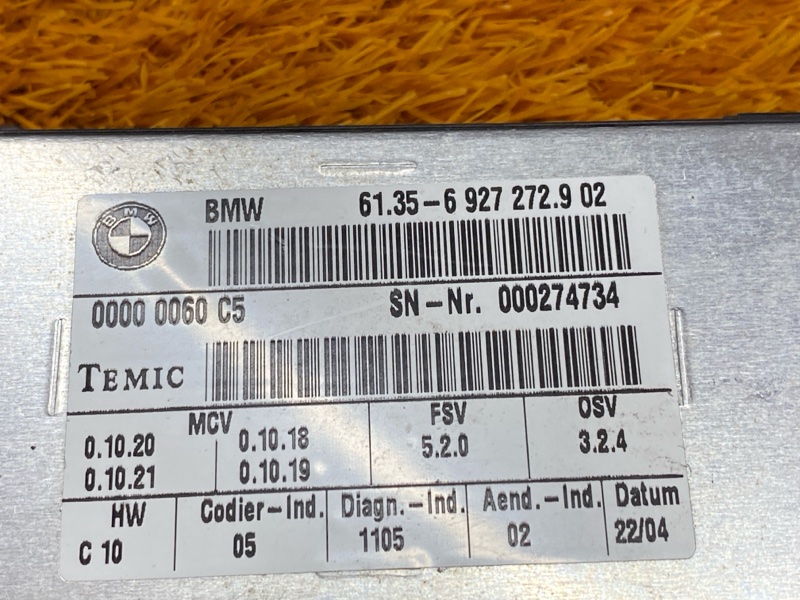 BMW
BMW 61.35-6 927 272.9 02
0000 0060 C5 SN-Nr. 000274734
TEMIC
MCV FSV OSV
0.10.20 0.10.18 5.2.0 3.2.4
0.10.21 0.10.19
HW Codier-Ind. Diagn.-Ind. Aend.-Ind. Datum
C 10 05 1105 02 22/04